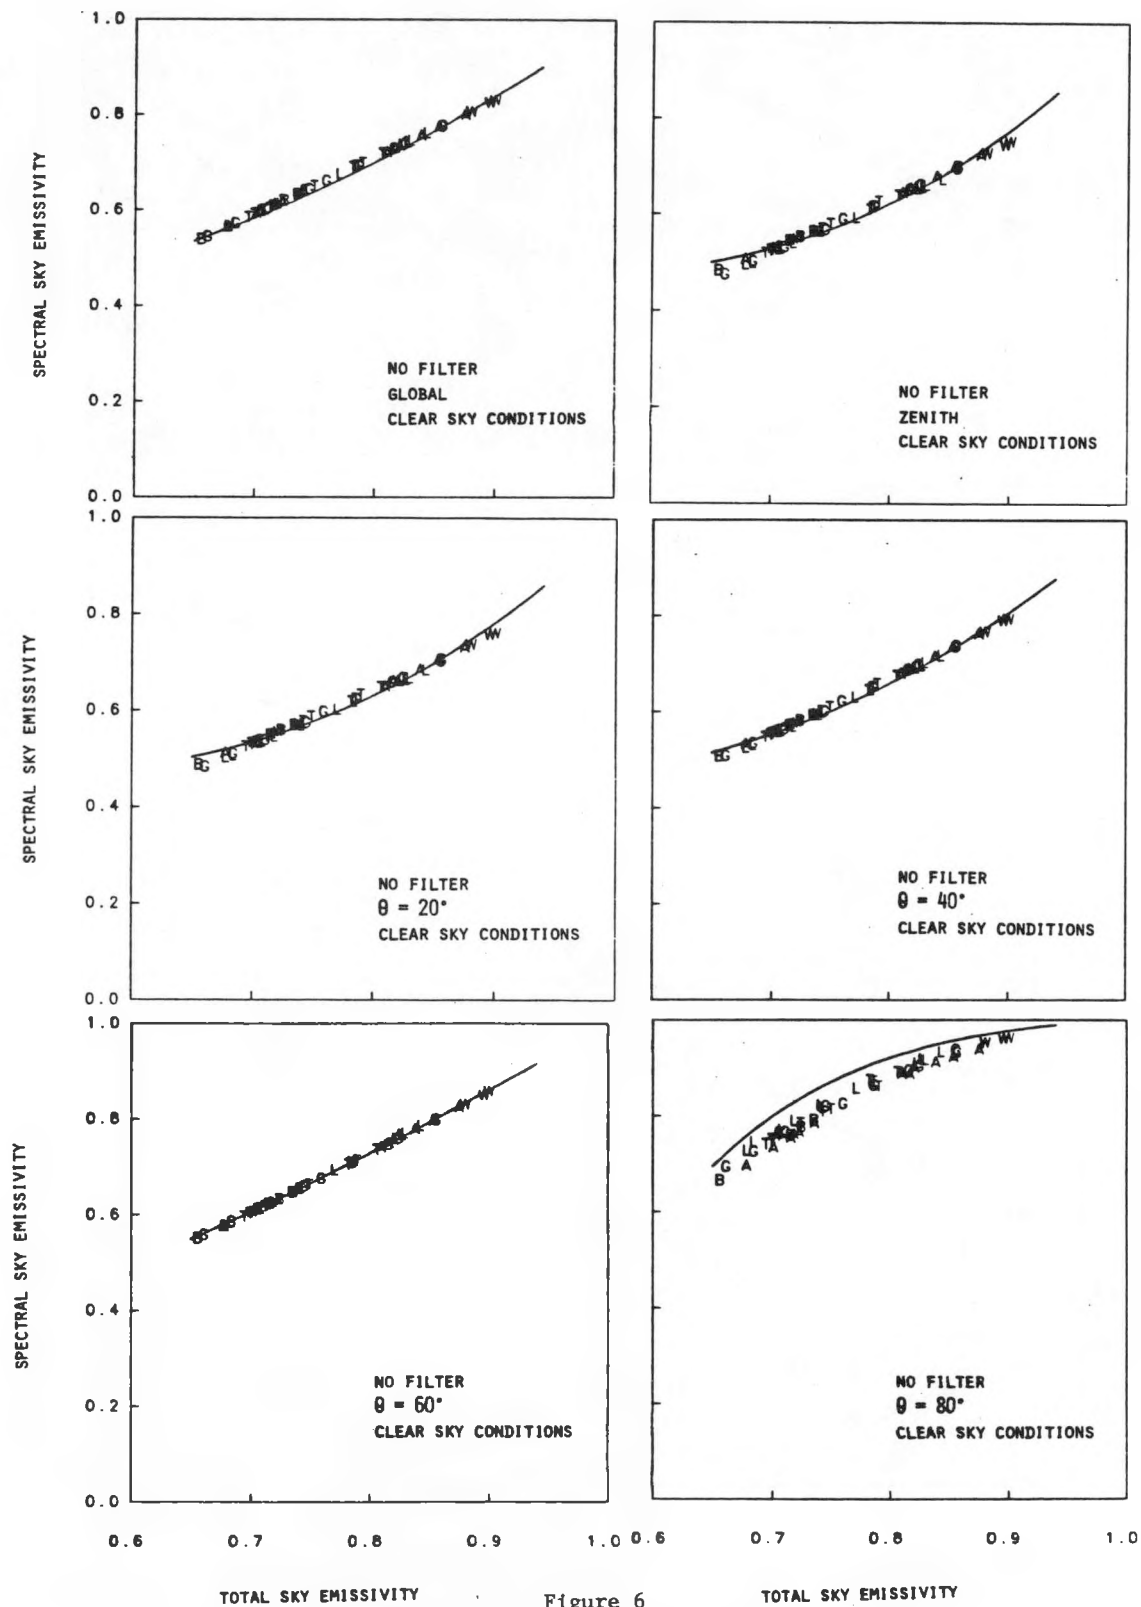 1.0
0.8
0.6
0.4
0.2
0.0
SPECTRAL SKY EMISSIVITY
NO FILTER
GLOBAL
CLEAR SKY CONDITIONS
NO FILTER
ZENITH
CLEAR SKY CONDITIONS
1.0
0.8
0.6
0.4
0.2
0.0
SPECTRAL SKY EMISSIVITY
NO FILTER
θ = 20°
CLEAR SKY CONDITIONS
NO FILTER
θ = 40°
CLEAR SKY CONDITIONS
1.0
0.8
0.6
0.4
0.2
0.0
SPECTRAL SKY EMISSIVITY
NO FILTER
θ = 60°
CLEAR SKY CONDITIONS
NO FILTER
θ = 80°
CLEAR SKY CONDITIONS
0.6 0.7 0.8 0.9 1.0
0.6 0.7 0.8 0.9 1.0
TOTAL SKY EMISSIVITY
Figure 6
TOTAL SKY EMISSIVITY